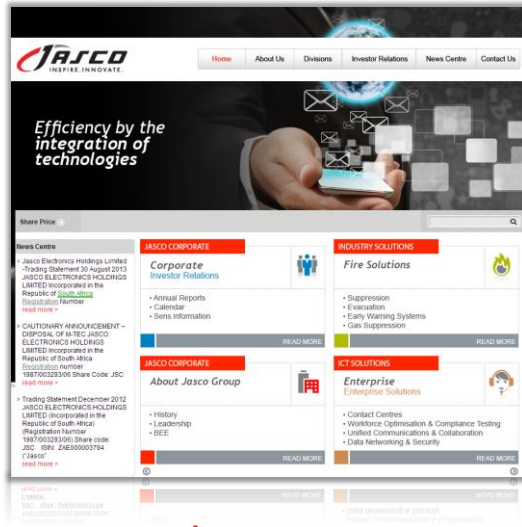 JASCO
INSPIRE.INNOVATE.
Home About Us Divisions Investor Relations News Centre Contact Us
Efficiency by the
integration of
technologies
Share Price
News Centre
> Jasco Electronics Holdings Limited
-Trading Statement 30 August 2013
JASCO ELECTRONICS HOLDINGS
LIMITED Incorporated in the
Republic of South Africa
Registration Number
read more >
> CAUTIONARY ANNOUNCEMENT –
DISPOSAL OF M-TEC JASCO
ELECTRONICS HOLDINGS
LIMITED (Incorporated in the
Republic of South Africa
Registration number
1987/003293/06 Share Code: JSC
read more >
> Trading Statement December 2012
JASCO ELECTRONICS HOLDINGS
LIMITED (Incorporated in the
Republic of South Africa)
(Registration Number
1987/003293/06) Share code:
JSC ISIN: ZAE000003794
("Jasco"
read more >
JASCO CORPORATE
Corporate
Investor Relations
• Annual Reports
• Calendar
• Sens information
READ MORE
INDUSTRY SOLUTIONS
Fire Solutions
• Suppression
• Evacuation
• Early Warning Systems
• Gas Suppression
READ MORE
JASCO CORPORATE
About Jasco Group
• History
• Leadership
• BEE
READ MORE
ICT SOLUTIONS
Enterprise
Enterprise Solutions
• Contact Centres
• Workforce Optimisation & Compliance Testing
• Unified Communications & Collaboration
• Data Networking & Security
READ MORE